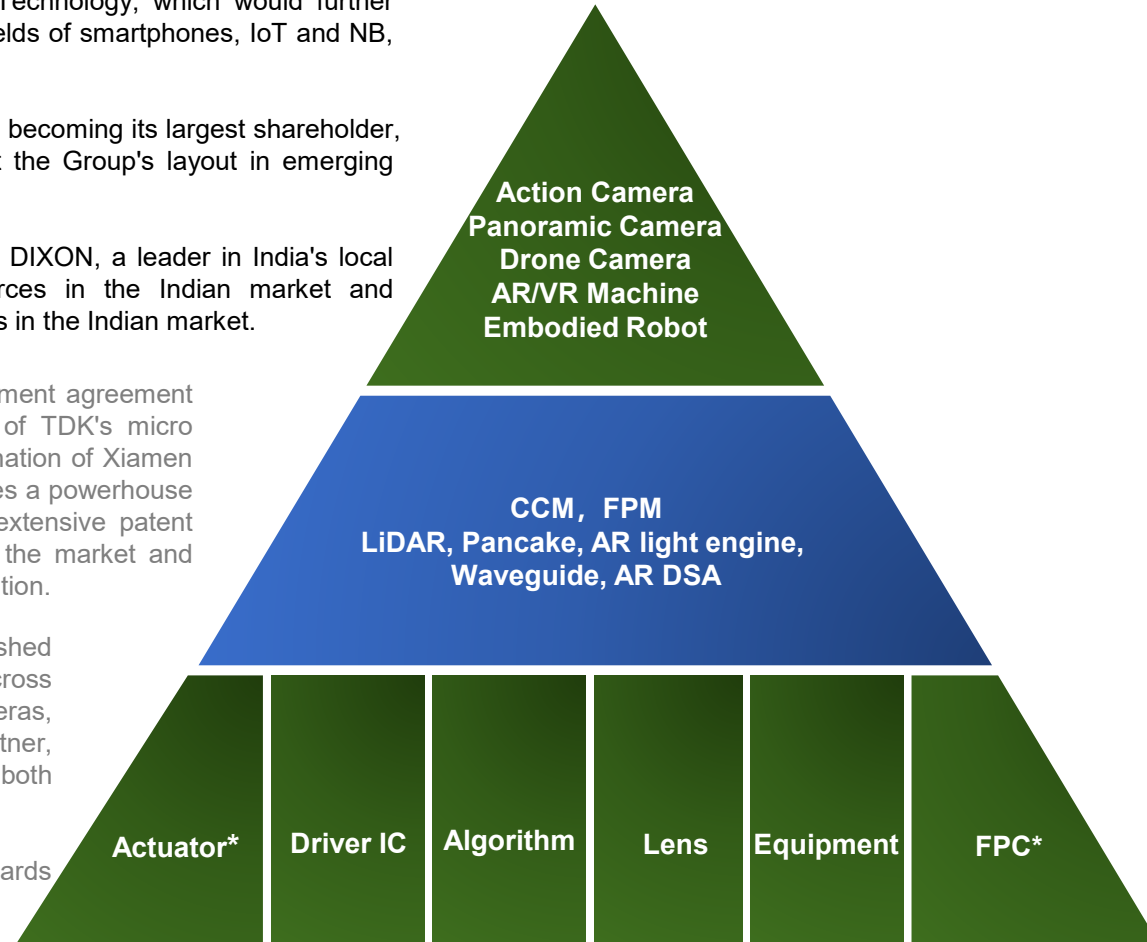 Technology, which would further
elds of smartphones, IoT and NB,
becoming its largest shareholder,
the Group's layout in emerging
DIXON, a leader in India's local
rces in the Indian market and
s in the Indian market.
ment agreement
of TDK's micro
nation of Xiamen
es a powerhouse
extensive patent
the market and
tion.
shed
cross
eras,
tner,
both
ards
Action Camera
Panoramic Camera
Drone Camera
AR/VR Machine
Embodied Robot
CCM，FPM
LiDAR, Pancake, AR light engine,
Waveguide, AR DSA
Actuator*
Driver IC
Algorithm
Lens
Equipment
FPC*